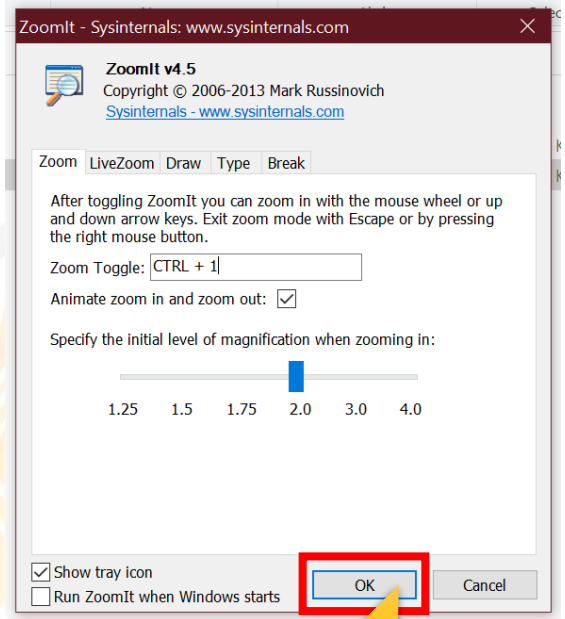 ZoomIt - Sysinternals: www.sysinternals.com
ZoomIt v4.5
Copyright © 2006-2013 Mark Russinovich
Sysinternals - www.sysinternals.com
Zoom LiveZoom Draw Type Break
After toggling ZoomIt you can zoom in with the mouse wheel or up
and down arrow keys. Exit zoom mode with Escape or by pressing
the right mouse button.
Zoom Toggle: CTRL + 1
Animate zoom in and zoom out:
Specify the initial level of magnification when zooming in:
1.25 1.5 1.75 2.0 3.0 4.0
Show tray icon
Run ZoomIt when Windows starts
OK Cancel